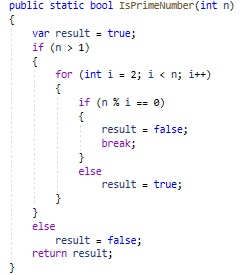 public static bool IsPrimeNumber(int n)
{
    var result = true;
    if (n > 1)
    {
        for (int i = 2; i < n; i++)
        {
            if (n % i == 0)
            {
                result = false;
                break;
            }
            else
                result = true;
        }
    }
    else
        result = false;
    return result;
}